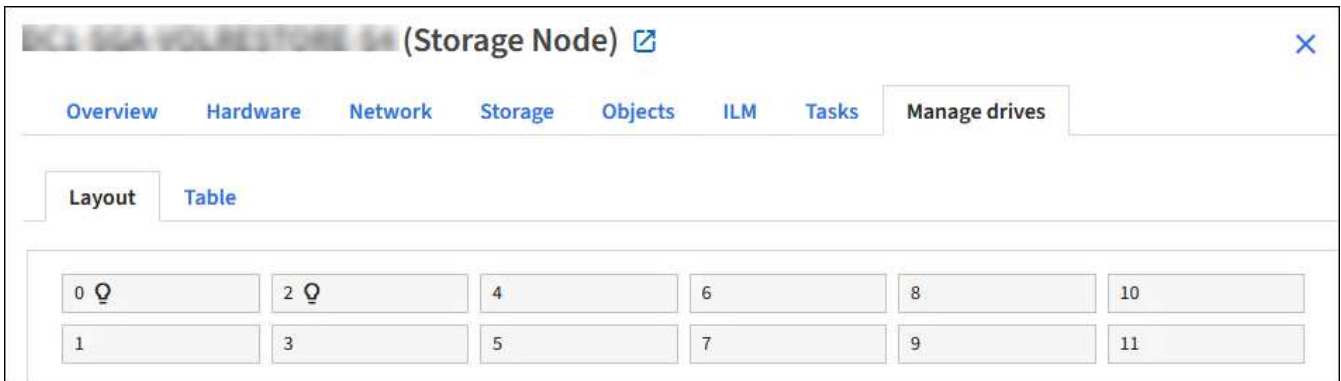 (Storage Node)
Overview Hardware Network Storage Objects ILM Tasks Manage drives
Layout Table
0 2 4 6 8 10
1 3 5 7 9 11